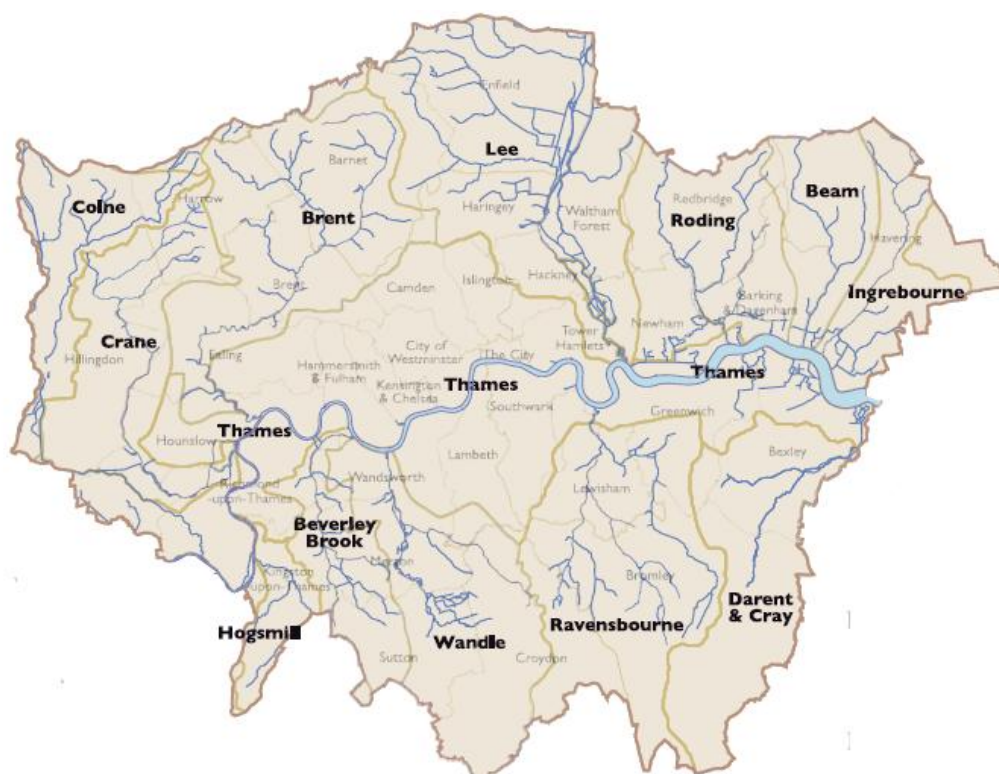 Enfield
Lee
Barnet
Colne
Harrow
Brent
Haringey
Waltham
Forest
Redbridge
Roding
Beam
Havering
Brent
Camden
Islington
Hackney
Barking
& Dagenham
Ingrebourne
Crane
Hillingdon
Ealing
Hammersmith
& Fulham
City of
Westminster
The City
Tower
Hamlets
Newham
Thames
Kensington
& Chelsea
Thames
Southwark
Greenwich
Thames
Hounslow
Lambeth
Bexley
Richmond
-upon-Thames
Wandsworth
Lewisham
Beverley
Brook
Merton
Kingston
-upon-Thames
Bromley
Darent
& Cray
Hogsmill
Wandle
Ravensbourne
Sutton
Croydon